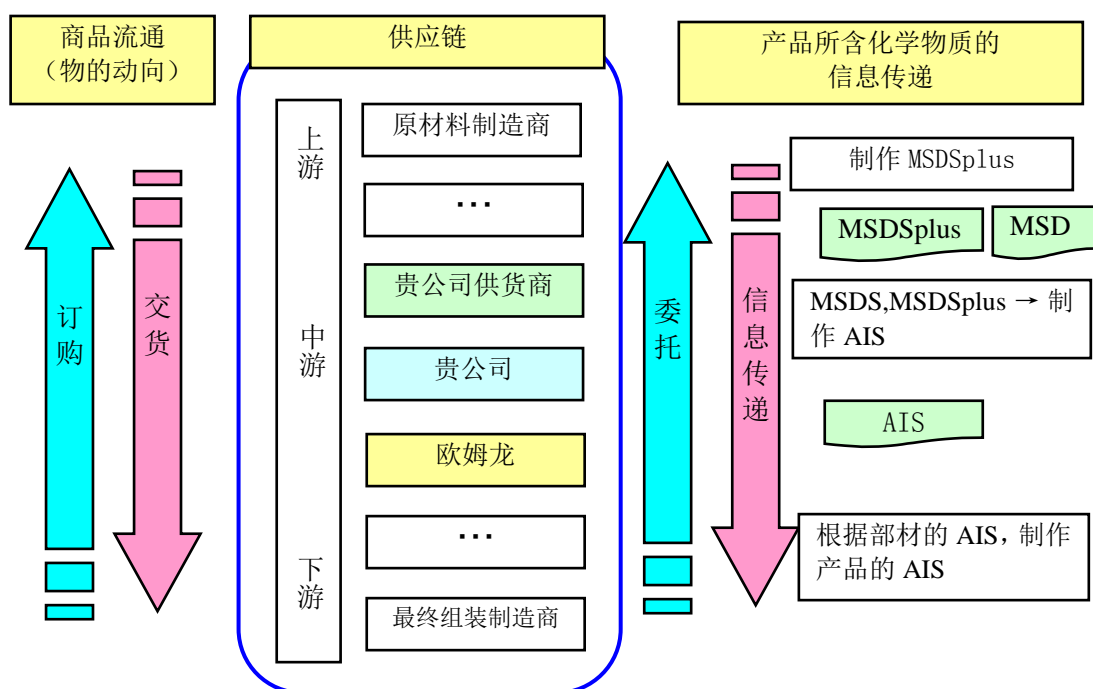 商品流通
（物的动向）
供应链
产品所含化学物质的
信息传递
订购
交货
上游
中游
下游
原材料制造商
...
贵公司供货商
贵公司
欧姆龙
...
最终组装制造商
委托
信息传递
制作 MSDSplus
MSDSplus
MSD
MSDS,MSDSplus → 制
作 AIS
AIS
根据部材的 AIS，制作
产品的 AIS